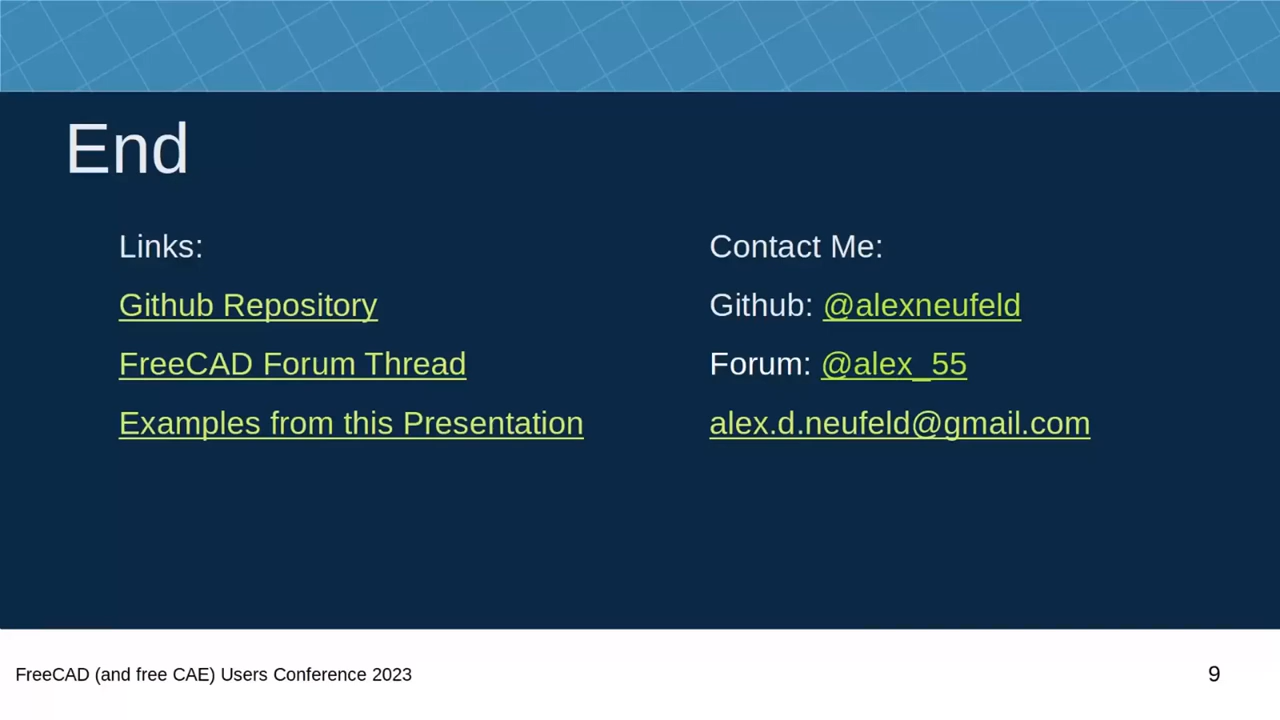 End
Links:
Github Repository
FreeCAD Forum Thread
Examples from this Presentation
Contact Me:
Github: @alexneufeld
Forum: @alex_55
alex.d.neufeld@gmail.com
FreeCAD (and free CAE) Users Conference 2023
9